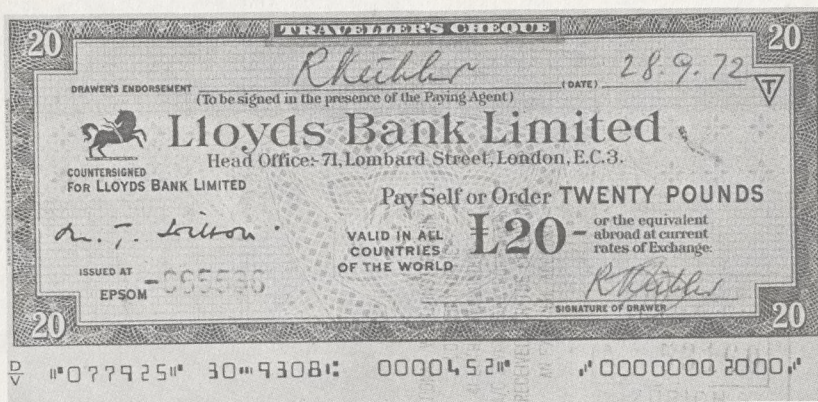 20 TRAVELLER'S CHEQUE 20
DRAWER'S ENDORSEMENT (DATE) 28.9.72
(To be signed in the presence of the Paying Agent) T
Lloyds Bank Limited
Head Office:- 71, Lombard Street, London, E.C.3.
COUNTERSIGNED
FOR LLOYDS BANK LIMITED
Pay Self or Order TWENTY POUNDS
VALID IN ALL
COUNTRIES
OF THE WORLD
£20- or the equivalent
abroad at current
rates of Exchange:
ISSUED AT
EPSOM
SIGNATURE OF DRAWER
20 20
D/V ⑈077925⑈ 30⑉9308⑆ 0000452⑈ ⑇0000000 2000⑇